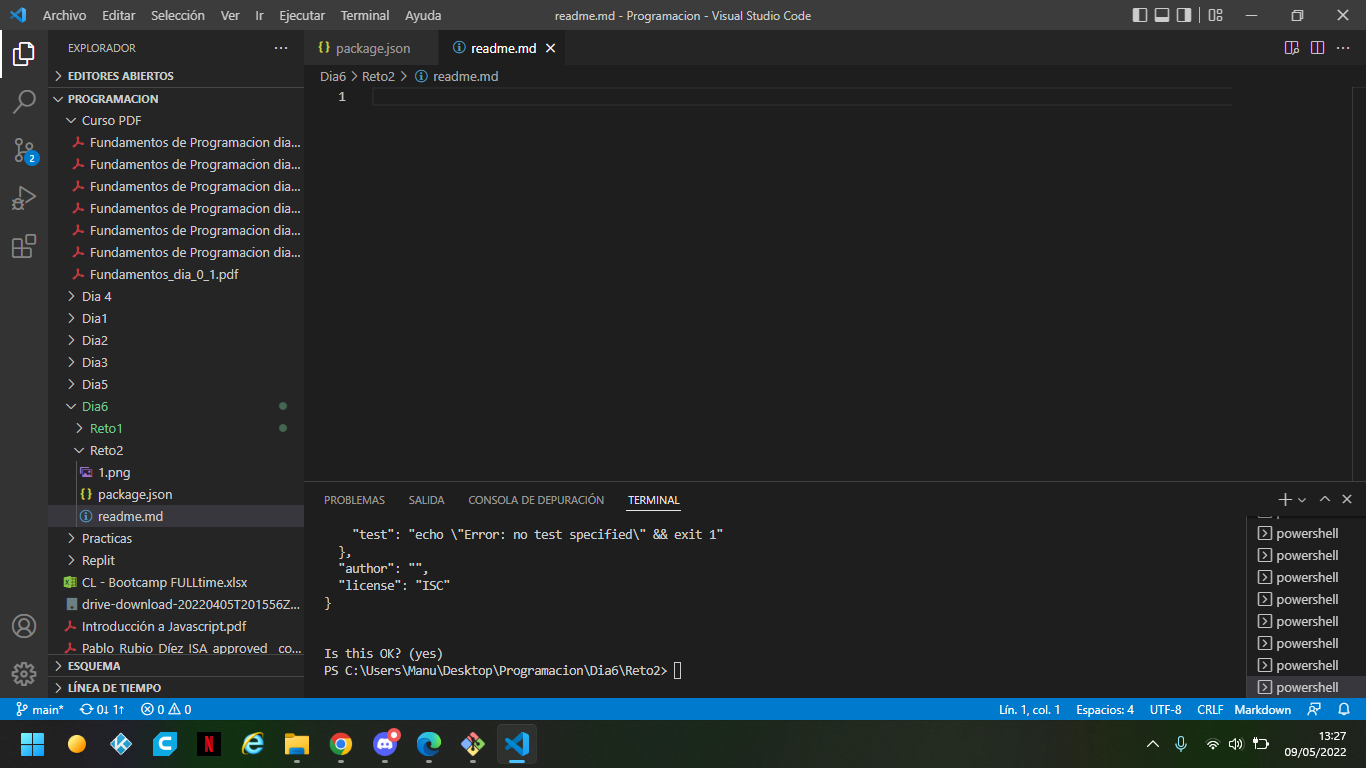 Archivo Editar Selección Ver Ir Ejecutar Terminal Ayuda readme.md - Programacion - Visual Studio Code
EXPLORADOR
EDITORES ABIERTOS
PROGRAMACION
Curso PDF
Fundamentos de Programacion dia...
Fundamentos de Programacion dia...
Fundamentos de Programacion dia...
Fundamentos de Programacion dia...
Fundamentos de Programacion dia...
Fundamentos de Programacion dia...
Fundamentos_dia_0_1.pdf
Dia 4
Dia1
Dia2
Dia3
Dia5
Dia6
Reto1
Reto2
1.png
package.json
readme.md
Practicas
Replit
CL - Bootcamp FULLtime.xlsx
drive-download-20220405T201556Z...
Introducción a Javascript.pdf
Pablo Rubio Díez ISA approved co...
ESQUEMA
LÍNEA DE TIEMPO
2
{} package.json readme.md
Dia6 > Reto2 > readme.md
1
PROBLEMAS SALIDA CONSOLA DE DEPURACIÓN TERMINAL
"test": "echo \"Error: no test specified\" && exit 1"
},
"author": "",
"license": "ISC"
}
Is this OK? (yes)
PS C:\Users\Manu\Desktop\Programacion\Dia6\Reto2>
powershell
powershell
powershell
powershell
powershell
powershell
powershell
powershell
main* 0↓ 1↑ 0 0 Lín. 1, col. 1 Espacios: 4 UTF-8 CRLF Markdown
13:27
09/05/2022